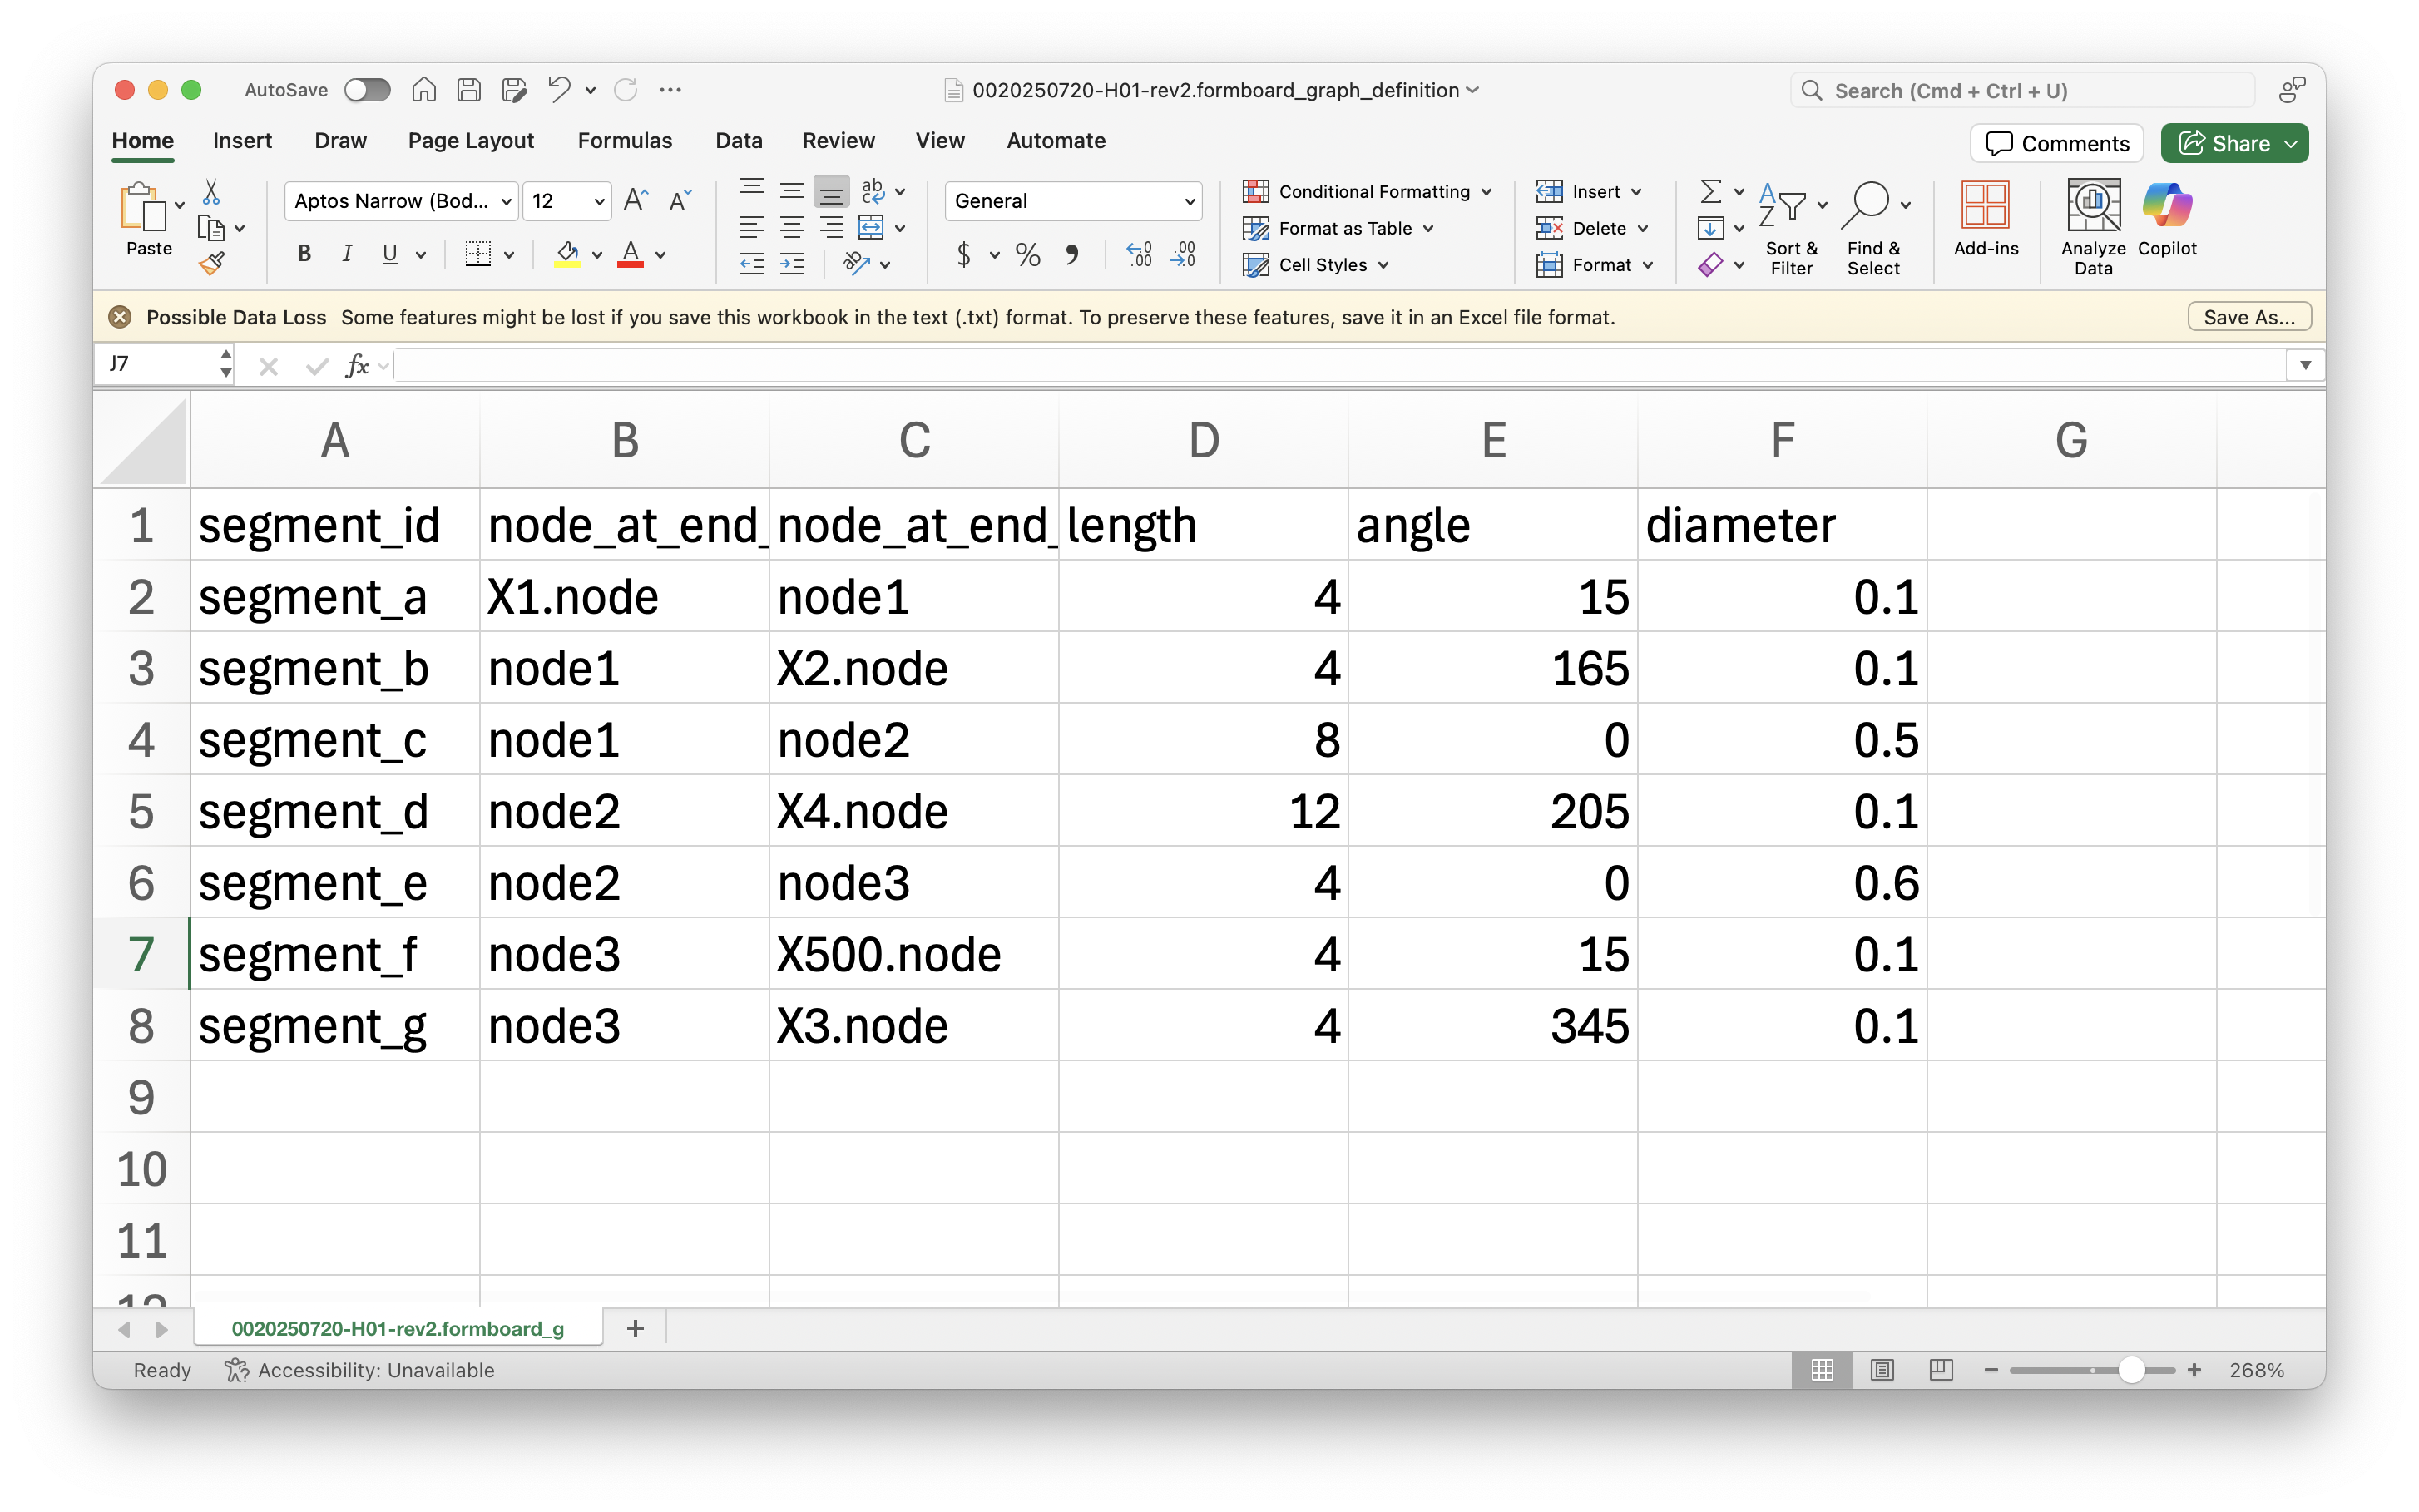 AutoSave
0020250720-H01-rev2.formboard_graph_definition
Search (Cmd + Ctrl + U)
Home Insert Draw Page Layout Formulas Data Review View Automate
Comments Share
Paste
Aptos Narrow (Bod... 12
B I U A
ab
General
$ % ,
Conditional Formatting
Format as Table
Cell Styles
Insert
Delete
Format
Sort & Filter
Find & Select
Add-ins
Analyze Data
Copilot
Possible Data Loss Some features might be lost if you save this workbook in the text (.txt) format. To preserve these features, save it in an Excel file format. Save As...
J7 fx
A B C D E F G
1 segment_id node_at_end_ node_at_end_ length angle diameter
2 segment_a X1.node node1 4 15 0.1
3 segment_b node1 X2.node 4 165 0.1
4 segment_c node1 node2 8 0 0.5
5 segment_d node2 X4.node 12 205 0.1
6 segment_e node2 node3 4 0 0.6
7 segment_f node3 X500.node 4 15 0.1
8 segment_g node3 X3.node 4 345 0.1
9
10
11
12
0020250720-H01-rev2.formboard_g +
Ready Accessibility: Unavailable 268%